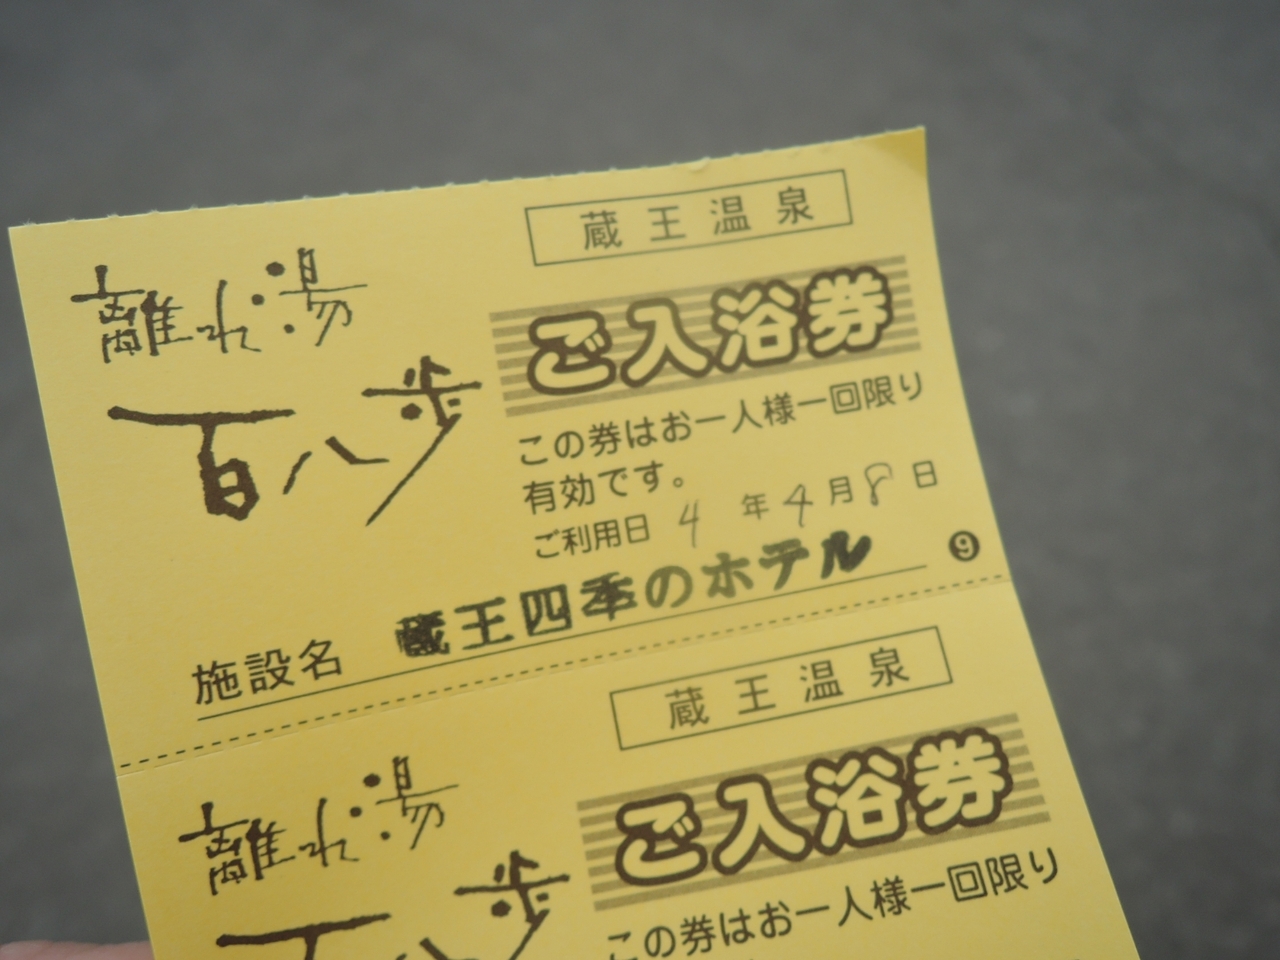 蔵王温泉
離れ湯
百八歩
ご入浴券
この券はお一人様一回限り
有効です。
ご利用日 4 年 4 月 8 日
施設名 蔵王四季のホテル
9
蔵王温泉
離れ湯
百八歩
ご入浴券
この券はお一人様一回限り